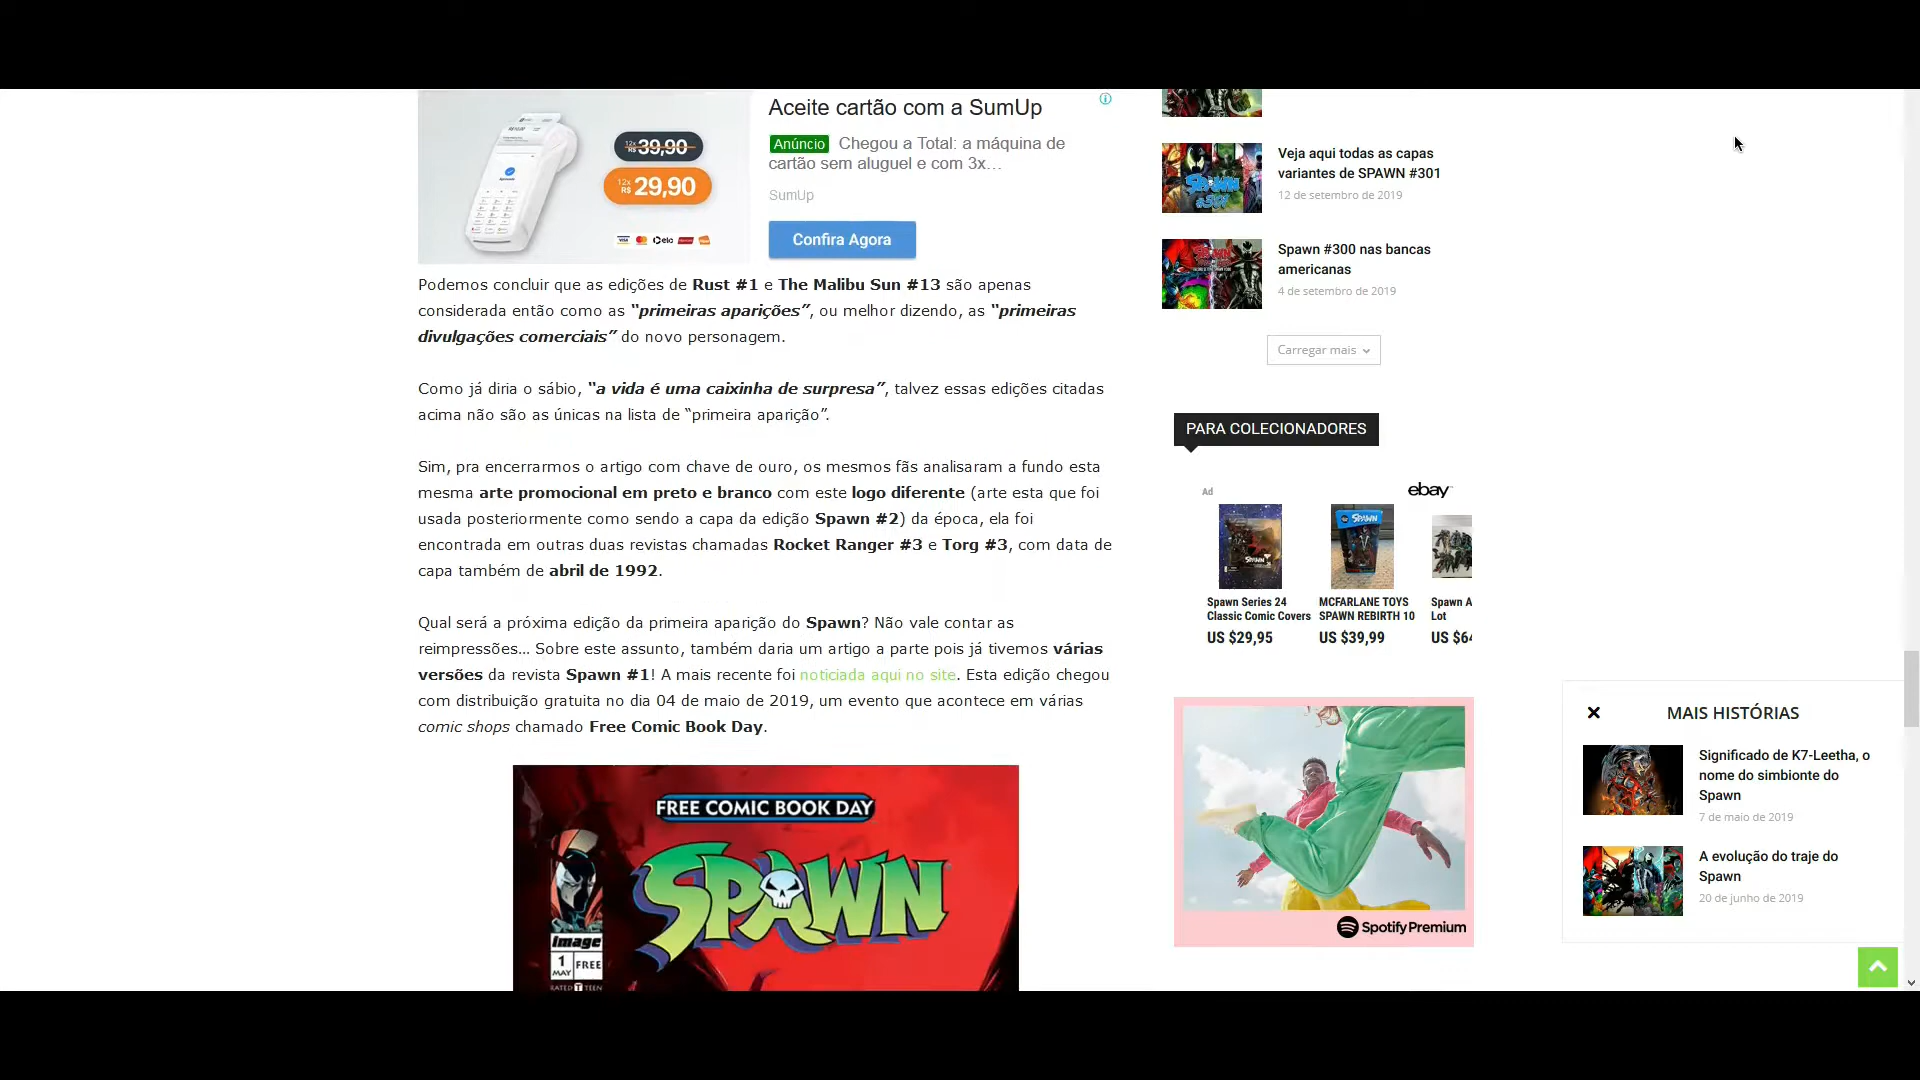 Aceite cartão com a SumUp
Anúncio Chegou a Total: a máquina de
cartão sem aluguel e com 3x...
SumUp
Confira Agora
12x R$ 39,90
12x R$ 29,90
VISA
elo
Podemos concluir que as edições de Rust #1 e The Malibu Sun #13 são apenas
considerada então como as “primeiras aparições”, ou melhor dizendo, as “primeiras
divulgações comerciais” do novo personagem.
Como já diria o sábio, “a vida é uma caixinha de surpresa”, talvez essas edições citadas
acima não são as únicas na lista de “primeira aparição”.
Sim, pra encerrarmos o artigo com chave de ouro, os mesmos fãs analisaram a fundo esta
mesma arte promocional em preto e branco com este logo diferente (arte esta que foi
usada posteriormente como sendo a capa da edição Spawn #2) da época, ela foi
encontrada em outras duas revistas chamadas Rocket Ranger #3 e Torg #3, com data de
capa também de abril de 1992.
Qual será a próxima edição da primeira aparição do Spawn? Não vale contar as
reimpressões... Sobre este assunto, também daria um artigo a parte pois já tivemos várias
versões da revista Spawn #1! A mais recente foi noticiada aqui no site. Esta edição chegou
com distribuição gratuita no dia 04 de maio de 2019, um evento que acontece em várias
comic shops chamado Free Comic Book Day.
FREE COMIC BOOK DAY
SPAWN
image
1
MAY
FREE
RATED T TEEN
Veja aqui todas as capas
variantes de SPAWN #301
12 de setembro de 2019
SPAWN
#301
Spawn #300 nas bancas
americanas
4 de setembro de 2019
Carregar mais
PARA COLECIONADORES
Ad
ebay
SPAWN
Spawn Series 24
Classic Comic Covers
US $29,95
MCFARLANE TOYS
SPAWN REBIRTH 10
US $39,99
Spawn A
Lot
US $64
Spotify Premium
MAIS HISTÓRIAS
Significado de K7-Leetha, o
nome do simbionte do
Spawn
7 de maio de 2019
A evolução do traje do
Spawn
20 de junho de 2019